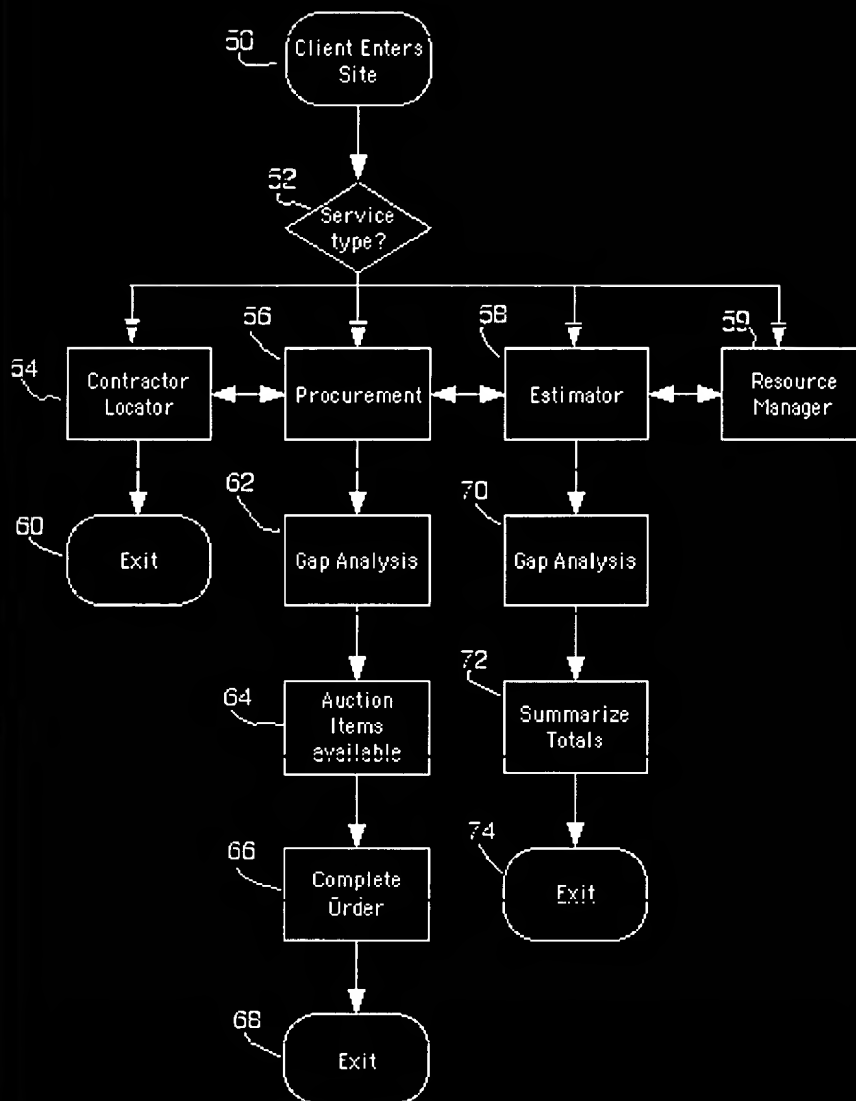 50
Client Enters
Site
52
Service
type?
54
Contractor
Locator
56
Procurement
58
Estimator
59
Resource
Manager
60
Exit
62
Gap Analysis
70
Gap Analysis
64
Auction
Items
available
72
Summarize
Totals
66
Complete
Order
74
Exit
68
Exit